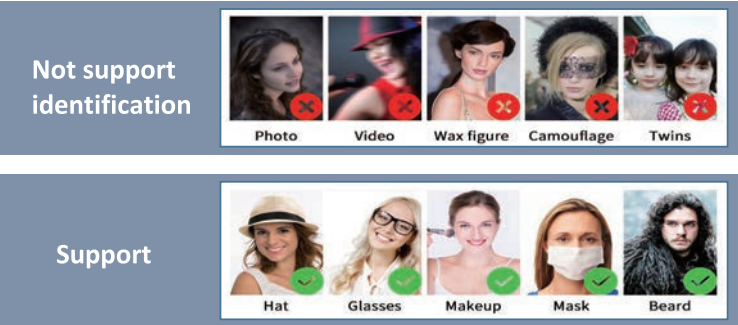 Not support
identification
Photo Video Wax figure Camouflage Twins
Support
Hat Glasses Makeup Mask Beard